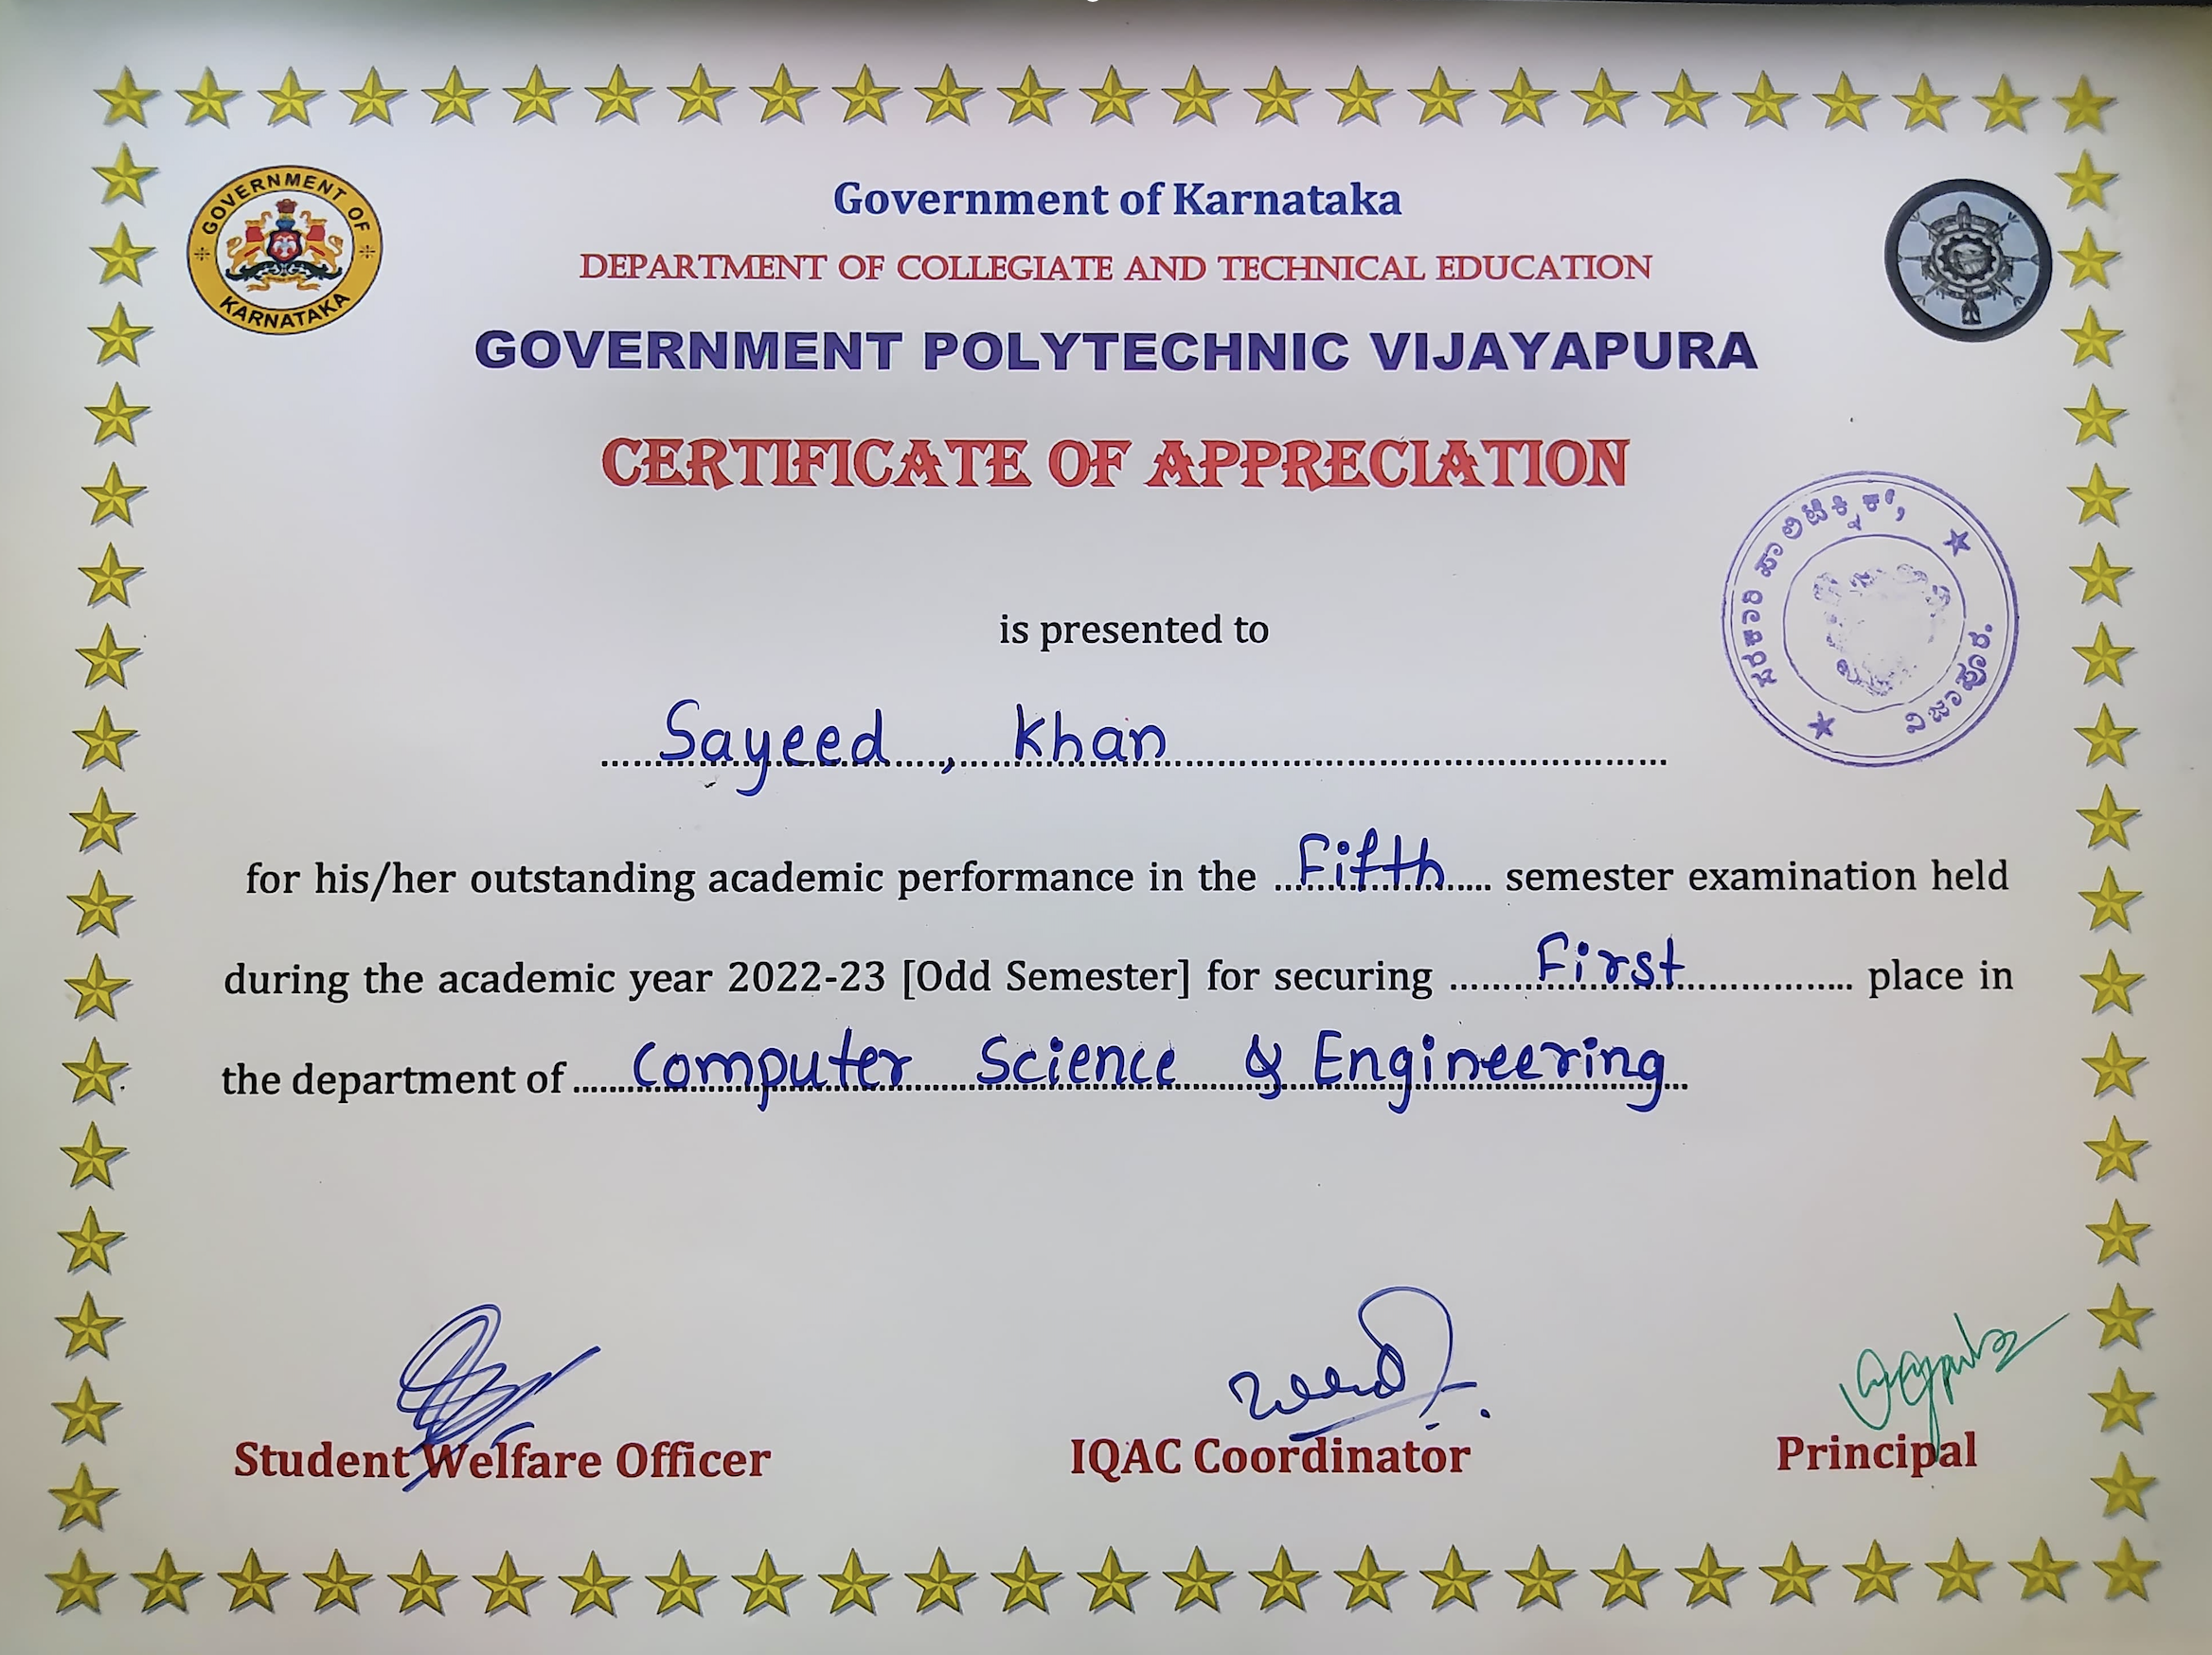 GOVERNMENT OF
KARNATAKA
Government of Karnataka
DEPARTMENT OF COLLEGIATE AND TECHNICAL EDUCATION
GOVERNMENT POLYTECHNIC VIJAYAPURA
CERTIFICATE OF APPRECIATION
ಸರಕಾರಿ ಪಾಲಿಟೆಕ್ನಿಕ್,
ವಿಜಾಪೂರ.
is presented to
Sayeed , Khan
for his/her outstanding academic performance in the Fifth semester examination held
during the academic year 2022-23 [Odd Semester] for securing First place in
the department of Computer Science & Engineering
Student Welfare Officer IQAC Coordinator Principal